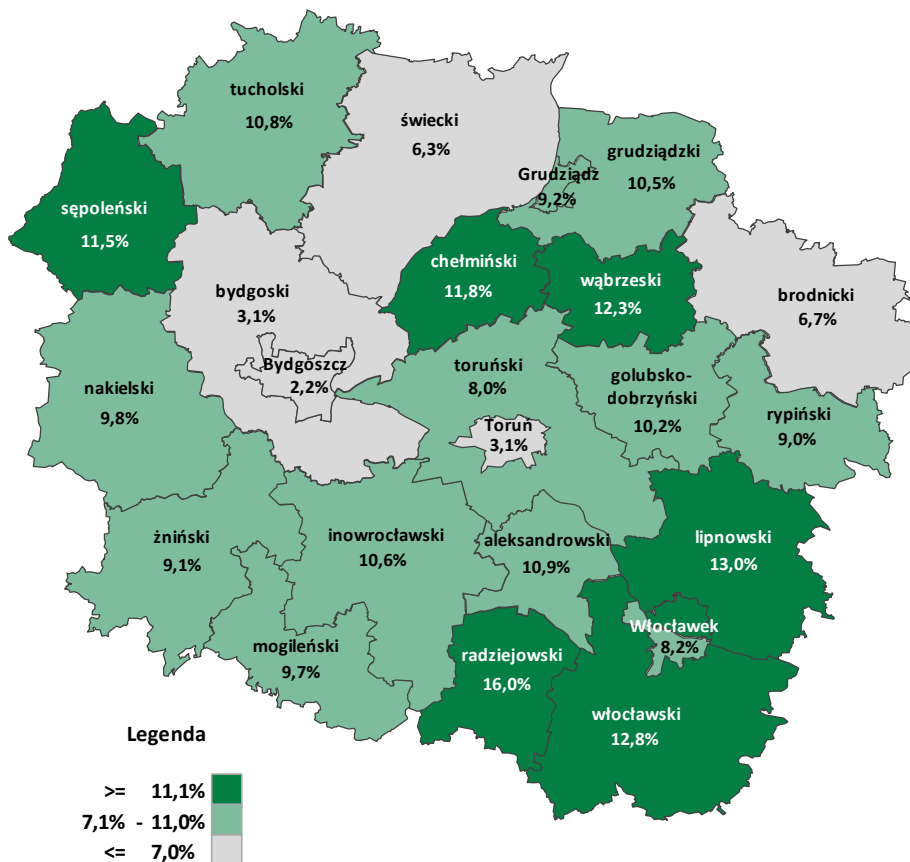 tucholski
10,8%
świecki
6,3%
grudziądzki
10,5%
Grudziądz
9,2%
sępoleński
11,5%
chełmiński
11,8%
wąbrzeski
12,3%
brodnicki
6,7%
bydgoski
3,1%
Bydgoszcz
2,2%
toruński
8,0%
golubsko-
dobrzyński
10,2%
nakielski
9,8%
rypiński
9,0%
Toruń
3,1%
żniński
9,1%
inowrocławski
10,6%
aleksandrowski
10,9%
lipnowski
13,0%
Włocławek
8,2%
mogileński
9,7%
radziejowski
16,0%
włocławski
12,8%
Legenda
>= 11,1%
7,1% - 11,0%
<= 7,0%